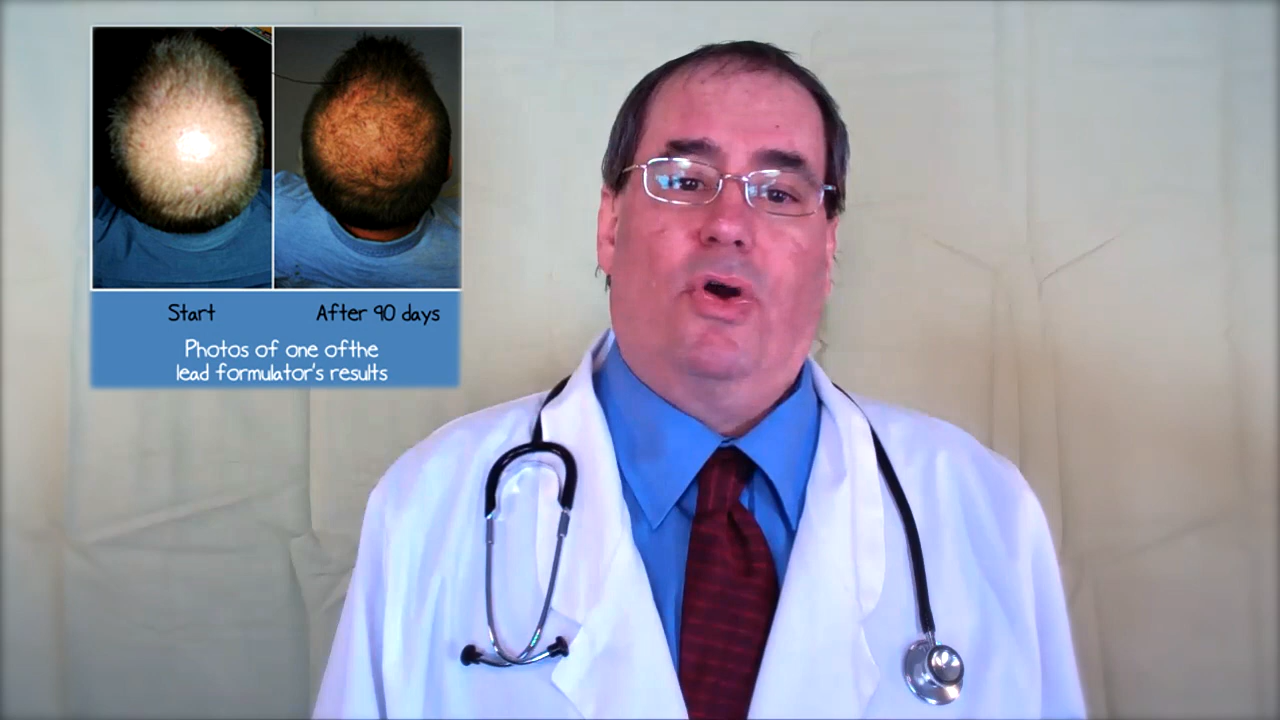 Start After 90 days
Photos of one ofthe
lead formulator's results